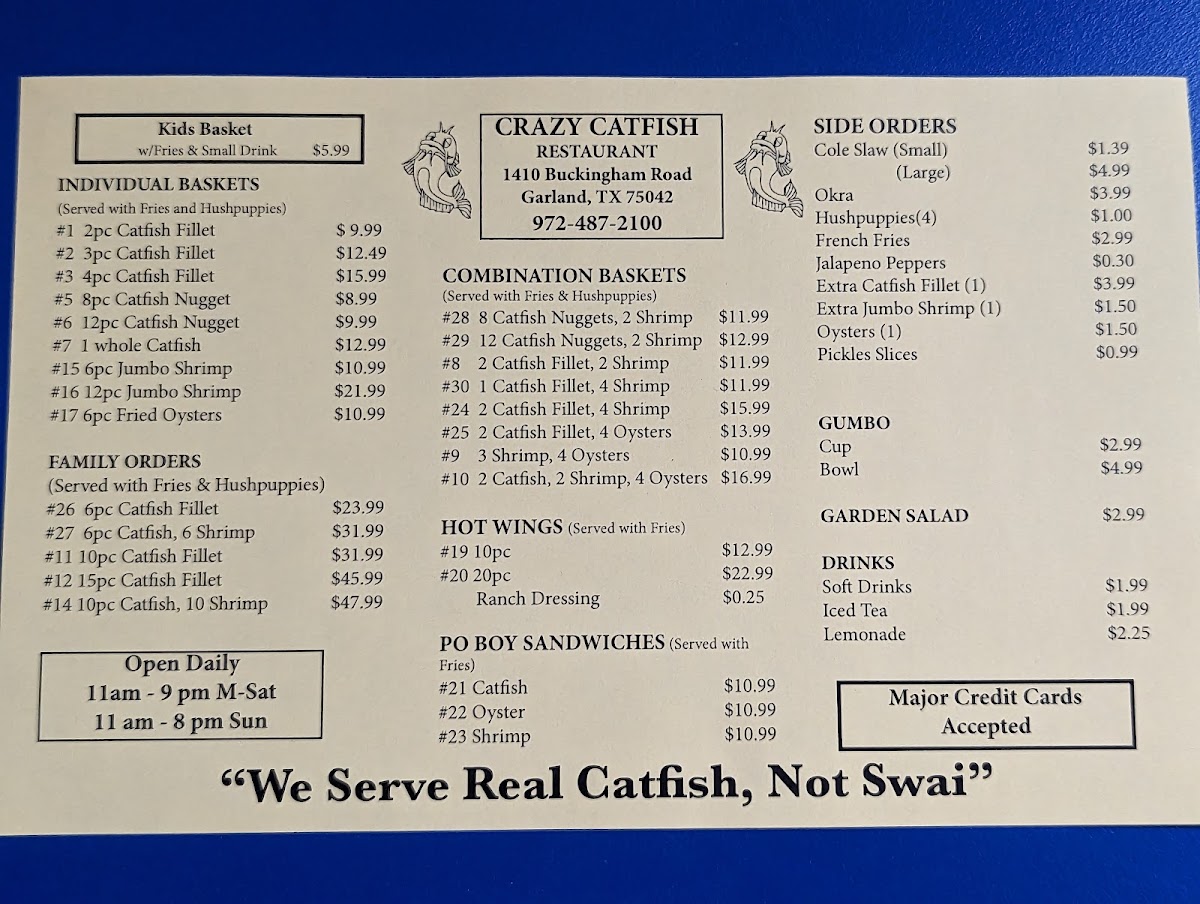 Kids Basket
w/Fries & Small Drink $5.99
INDIVIDUAL BASKETS
(Served with Fries and Hushpuppies)
#1 2pc Catfish Fillet $ 9.99
#2 3pc Catfish Fillet $12.49
#3 4pc Catfish Fillet $15.99
#5 8pc Catfish Nugget $8.99
#6 12pc Catfish Nugget $9.99
#7 1 whole Catfish $12.99
#15 6pc Jumbo Shrimp $10.99
#16 12pc Jumbo Shrimp $21.99
#17 6pc Fried Oysters $10.99
FAMILY ORDERS
(Served with Fries & Hushpuppies)
#26 6pc Catfish Fillet $23.99
#27 6pc Catfish, 6 Shrimp $31.99
#11 10pc Catfish Fillet $31.99
#12 15pc Catfish Fillet $45.99
#14 10pc Catfish, 10 Shrimp $47.99
Open Daily
11am - 9 pm M-Sat
11 am - 8 pm Sun
CRAZY CATFISH
RESTAURANT
1410 Buckingham Road
Garland, TX 75042
972-487-2100
COMBINATION BASKETS
(Served with Fries & Hushpuppies)
#28 8 Catfish Nuggets, 2 Shrimp $11.99
#29 12 Catfish Nuggets, 2 Shrimp $12.99
#8 2 Catfish Fillet, 2 Shrimp $11.99
#30 1 Catfish Fillet, 4 Shrimp $11.99
#24 2 Catfish Fillet, 4 Shrimp $15.99
#25 2 Catfish Fillet, 4 Oysters $13.99
#9 3 Shrimp, 4 Oysters $10.99
#10 2 Catfish, 2 Shrimp, 4 Oysters $16.99
HOT WINGS (Served with Fries)
#19 10pc $12.99
#20 20pc $22.99
Ranch Dressing $0.25
PO BOY SANDWICHES (Served with
Fries)
#21 Catfish $10.99
#22 Oyster $10.99
#23 Shrimp $10.99
SIDE ORDERS
Cole Slaw (Small) $1.39
(Large) $4.99
Okra $3.99
Hushpuppies(4) $1.00
French Fries $2.99
Jalapeno Peppers $0.30
Extra Catfish Fillet (1) $3.99
Extra Jumbo Shrimp (1) $1.50
Oysters (1) $1.50
Pickles Slices $0.99
GUMBO
Cup $2.99
Bowl $4.99
GARDEN SALAD $2.99
DRINKS
Soft Drinks $1.99
Iced Tea $1.99
Lemonade $2.25
Major Credit Cards
Accepted
“We Serve Real Catfish, Not Swai”